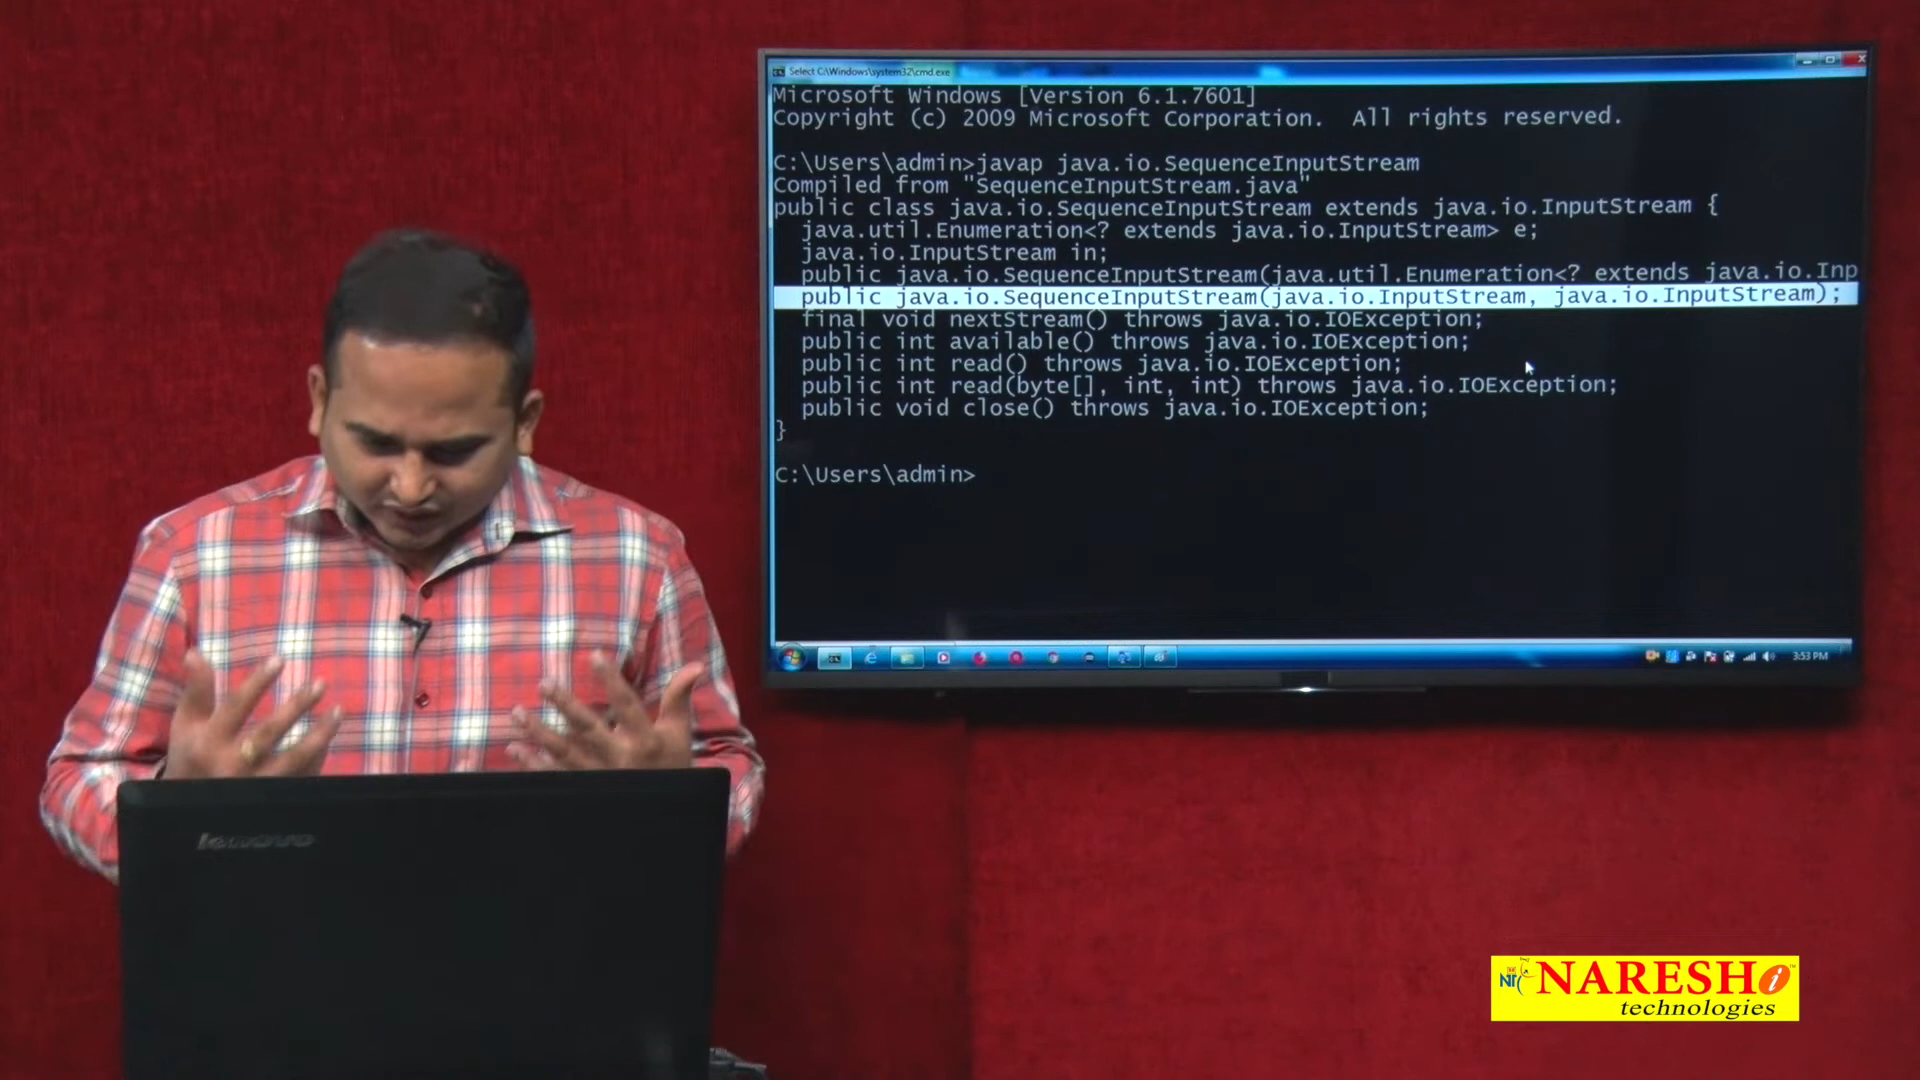 Select C:\Windows\system32\cmd.exe
Microsoft Windows [Version 6.1.7601]
Copyright (c) 2009 Microsoft Corporation.  All rights reserved.
C:\Users\admin>javap java.io.SequenceInputStream
Compiled from "SequenceInputStream.java"
public class java.io.SequenceInputStream extends java.io.InputStream {
java.util.Enumeration<? extends java.io.InputStream> e;
java.io.InputStream in;
public java.io.SequenceInputStream(java.util.Enumeration<? extends java.io.Inp
public java.io.SequenceInputStream(java.io.InputStream, java.io.InputStream);
final void nextStream() throws java.io.IOException;
public int available() throws java.io.IOException;
public int read() throws java.io.IOException;
public int read(byte[], int, int) throws java.io.IOException;
public void close() throws java.io.IOException;
}
C:\Users\admin>
3:53 PM
lenovo
NARESH i
technologies